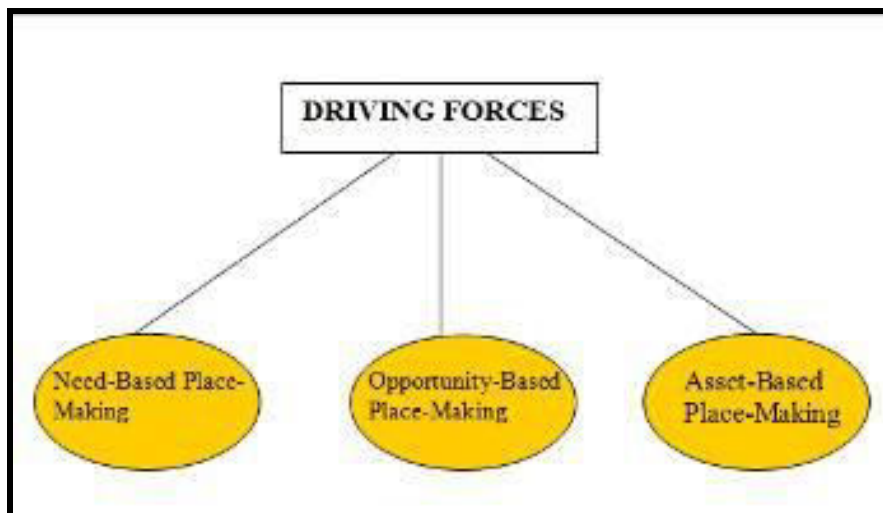 DRIVING FORCES
Need-Based Place-
Making
Opportunity-Based
Place-Making
Asset-Based
Place-Making